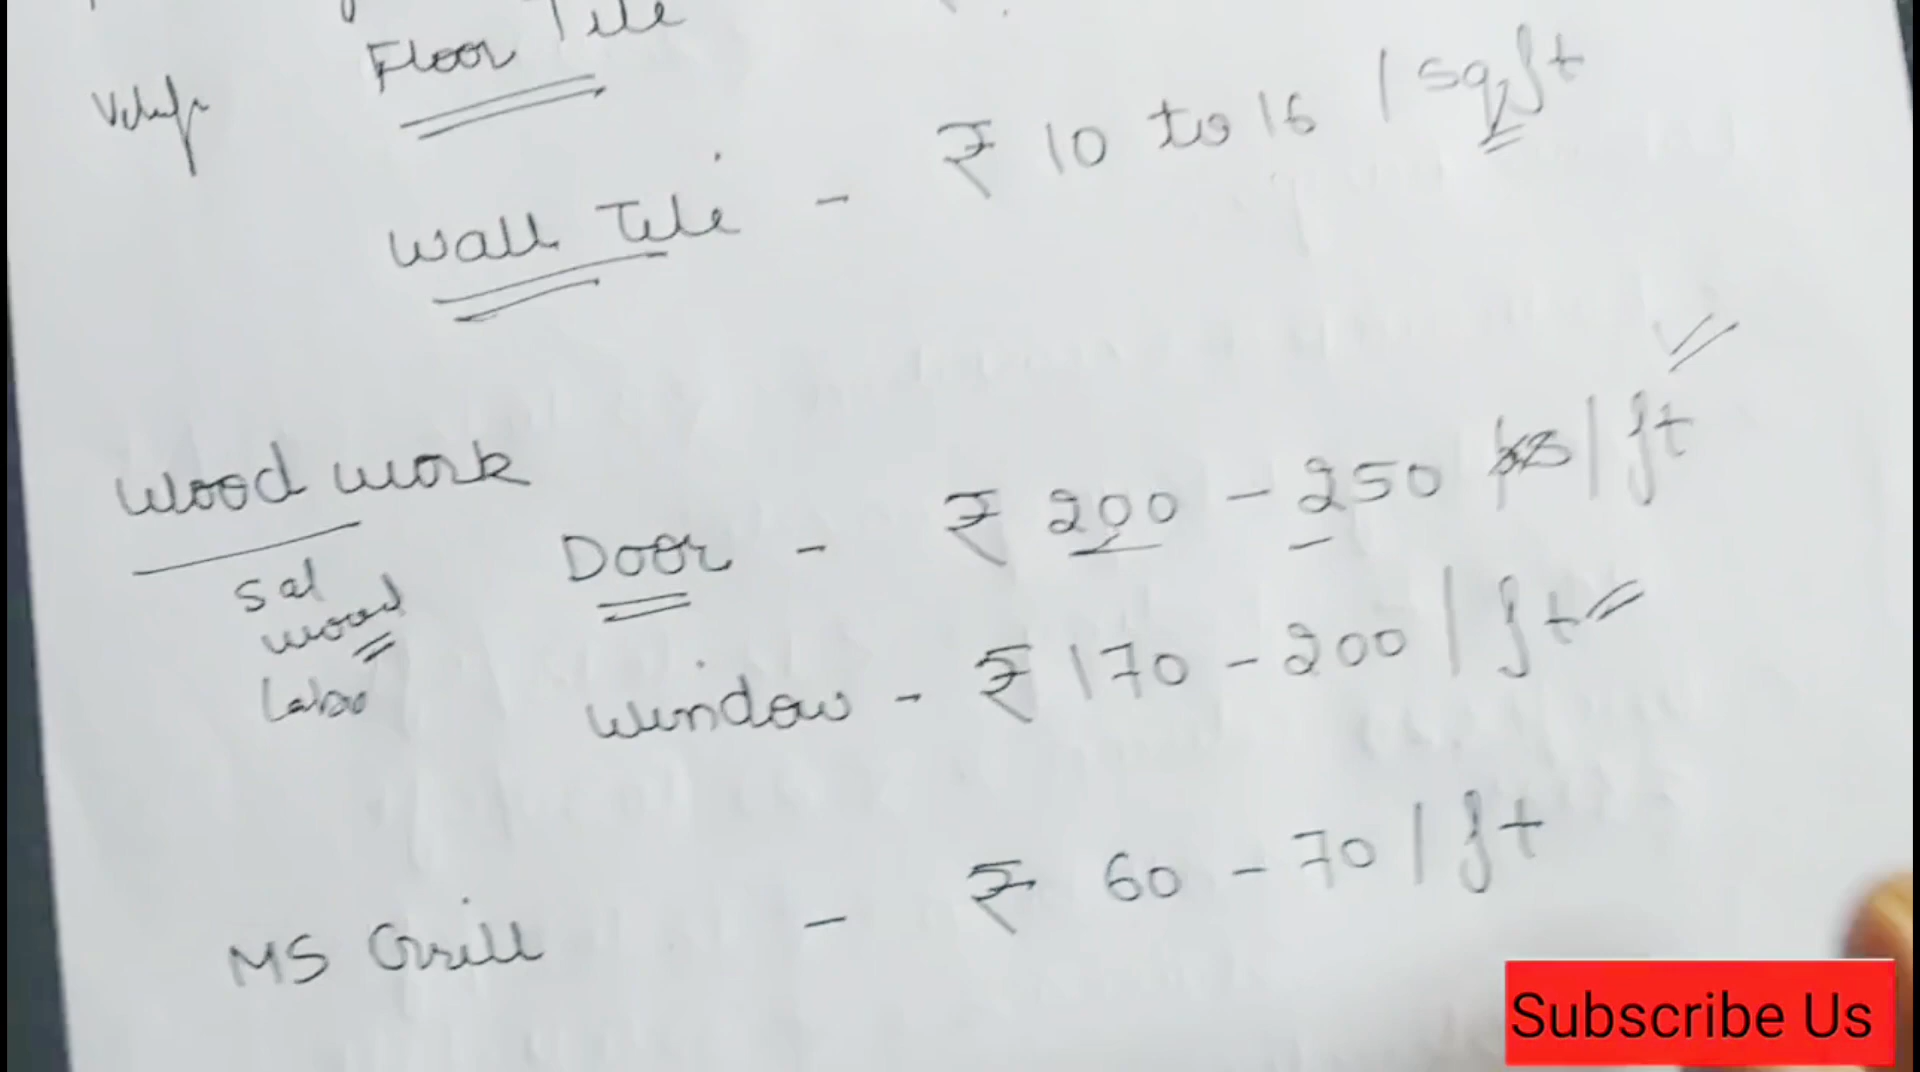 Floor Tile
Wall Tile - ₹ 10 to 16 / sqft
Wood work
Sal
wood
Labo
Door - ₹ 200 - 250 / ft
Window - ₹ 170 - 200 / ft
MS Grill - ₹ 60 - 70 / ft
Subscribe Us